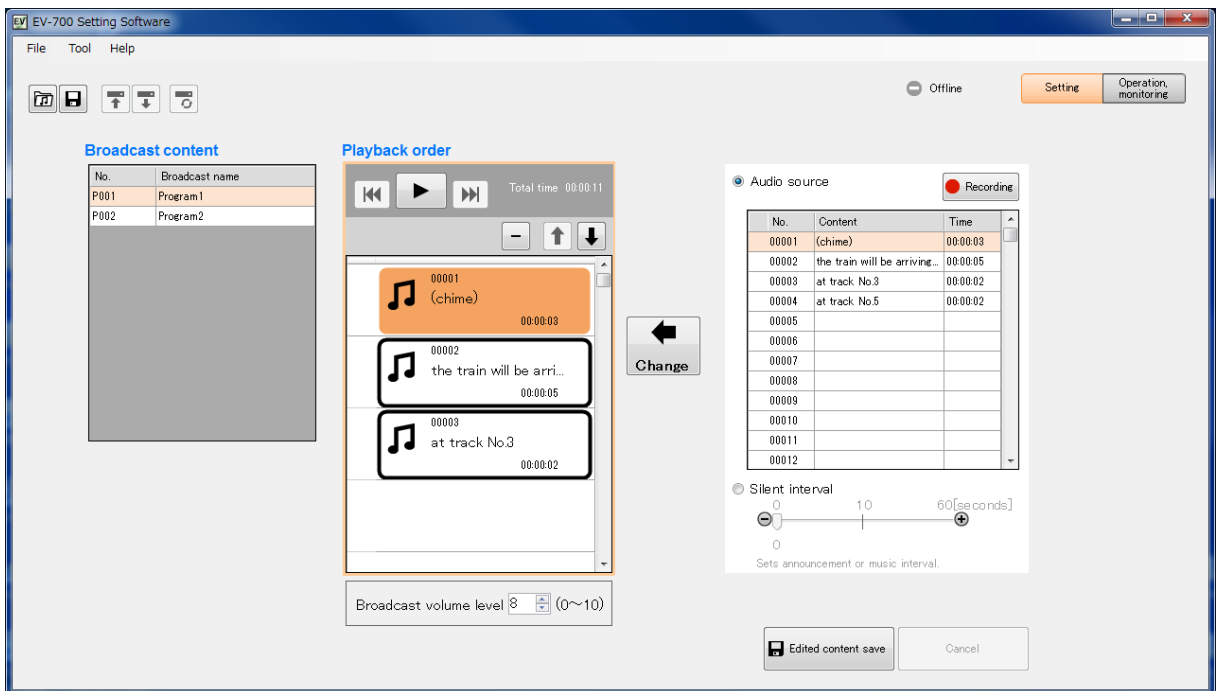 EV EV-700 Setting Software
File Tool Help
Offline
Setting
Operation,
monitoring
Broadcast content
No. Broadcast name
P001 Program1
P002 Program2
Playback order
Total time 00:00:11
00001
(chime)
00:00:03
00002
the train will be arri...
00:00:05
00003
at track No.3
00:00:02
Broadcast volume level 8 (0～10)
Change
Audio source
Recording
No. Content Time
00001 (chime) 00:00:03
00002 the train will be arriving... 00:00:05
00003 at track No.3 00:00:02
00004 at track No.5 00:00:02
00005
00006
00007
00008
00009
00010
00011
00012
Silent interval
0 10 60[seconds]
0
Sets announcement or music interval.
Edited content save
Cancel